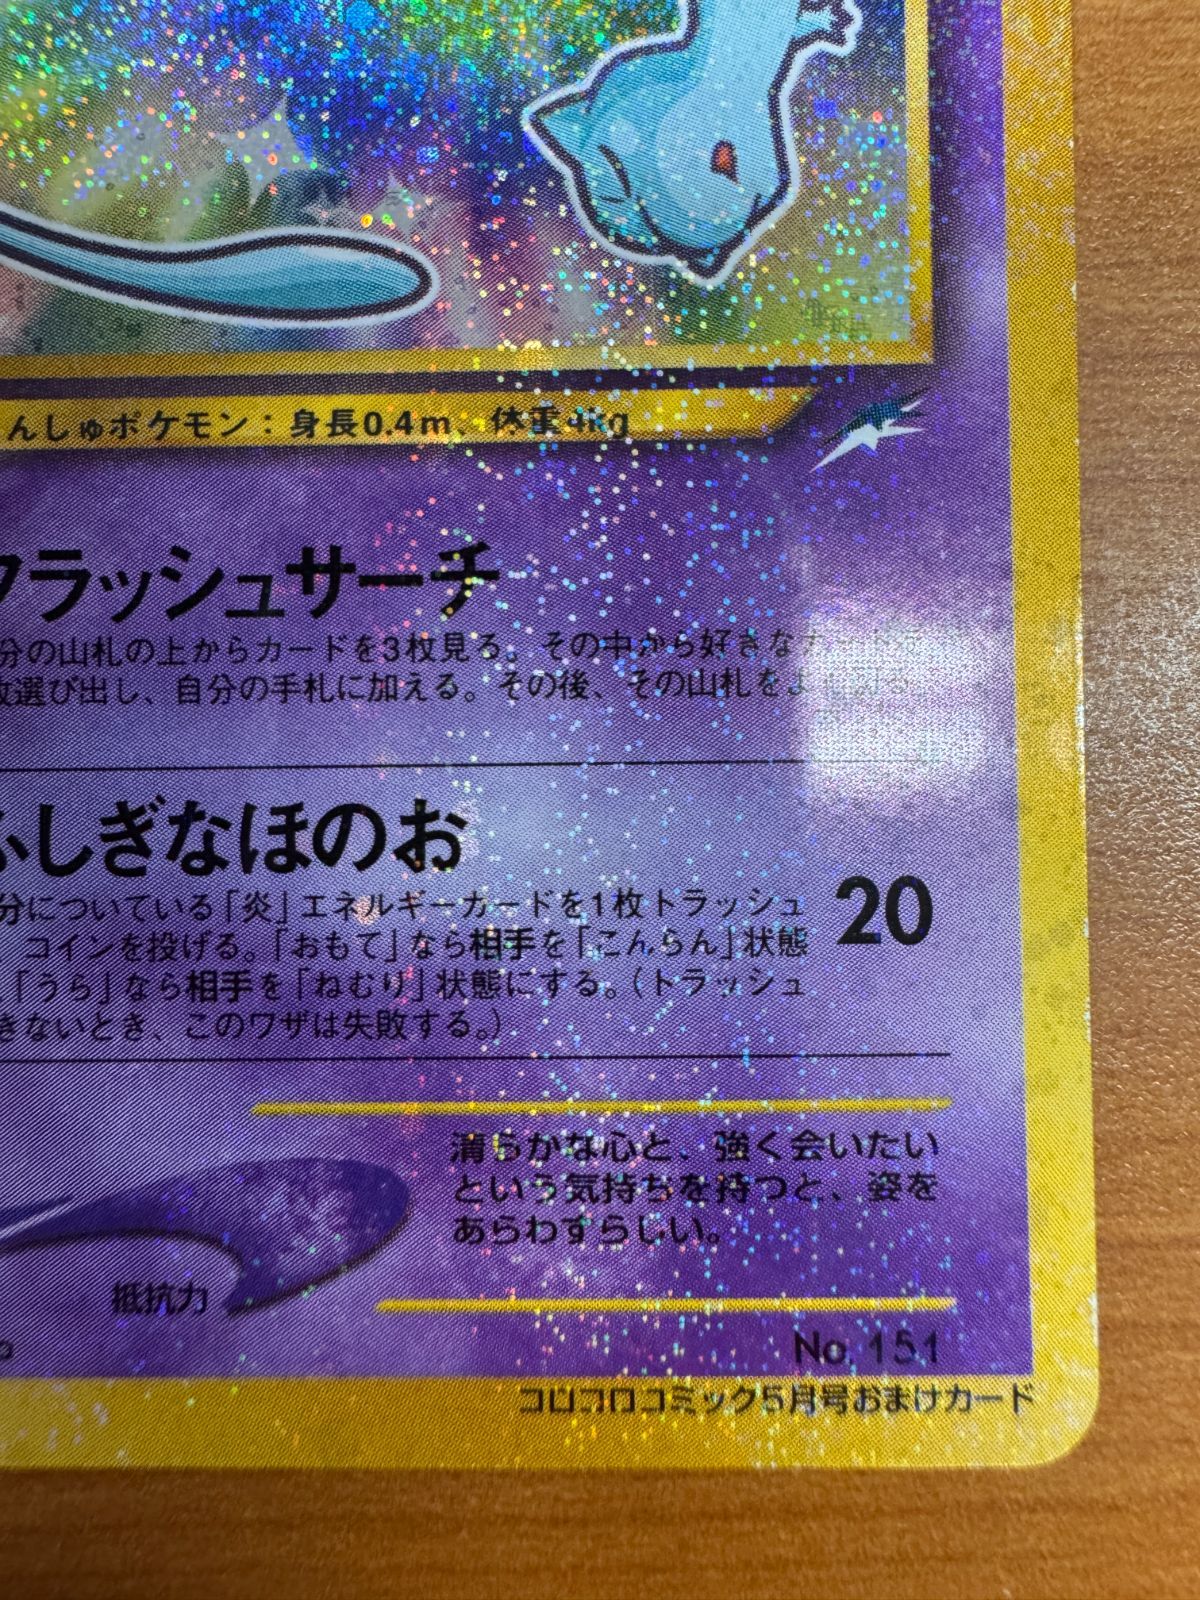 んしゅポケモン：身長0.4m、体重4kg
フラッシュサーチ
分の山札の上からカードを3枚見る。その中から好きなカードを
枚選び出し、自分の手札に加える。その後、その山札をよく切る。
ふしぎなほのお
20
分についている「炎」エネルギーカードを1枚トラッシュ
コインを投げる。「おもて」なら相手を「こんらん」状態
、「うら」なら相手を「ねむり」状態にする。（トラッシュ
きないとき、このワザは失敗する。）
清らかな心と、強く会いたい
という気持ちを持つと、姿を
あらわすらしい。
抵抗力
No. 151
コロコロコミック5月号おまけカード